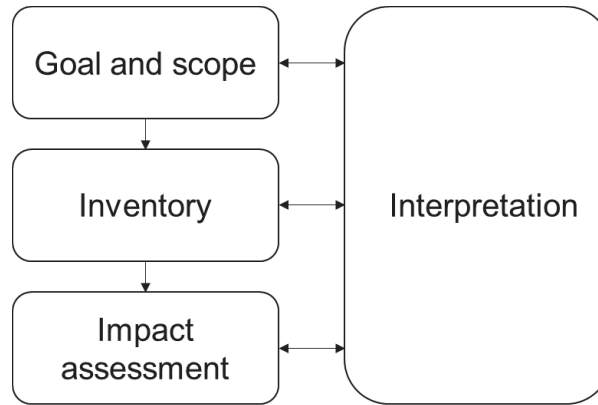 Goal and scope
Inventory
Interpretation
Impact
assessment